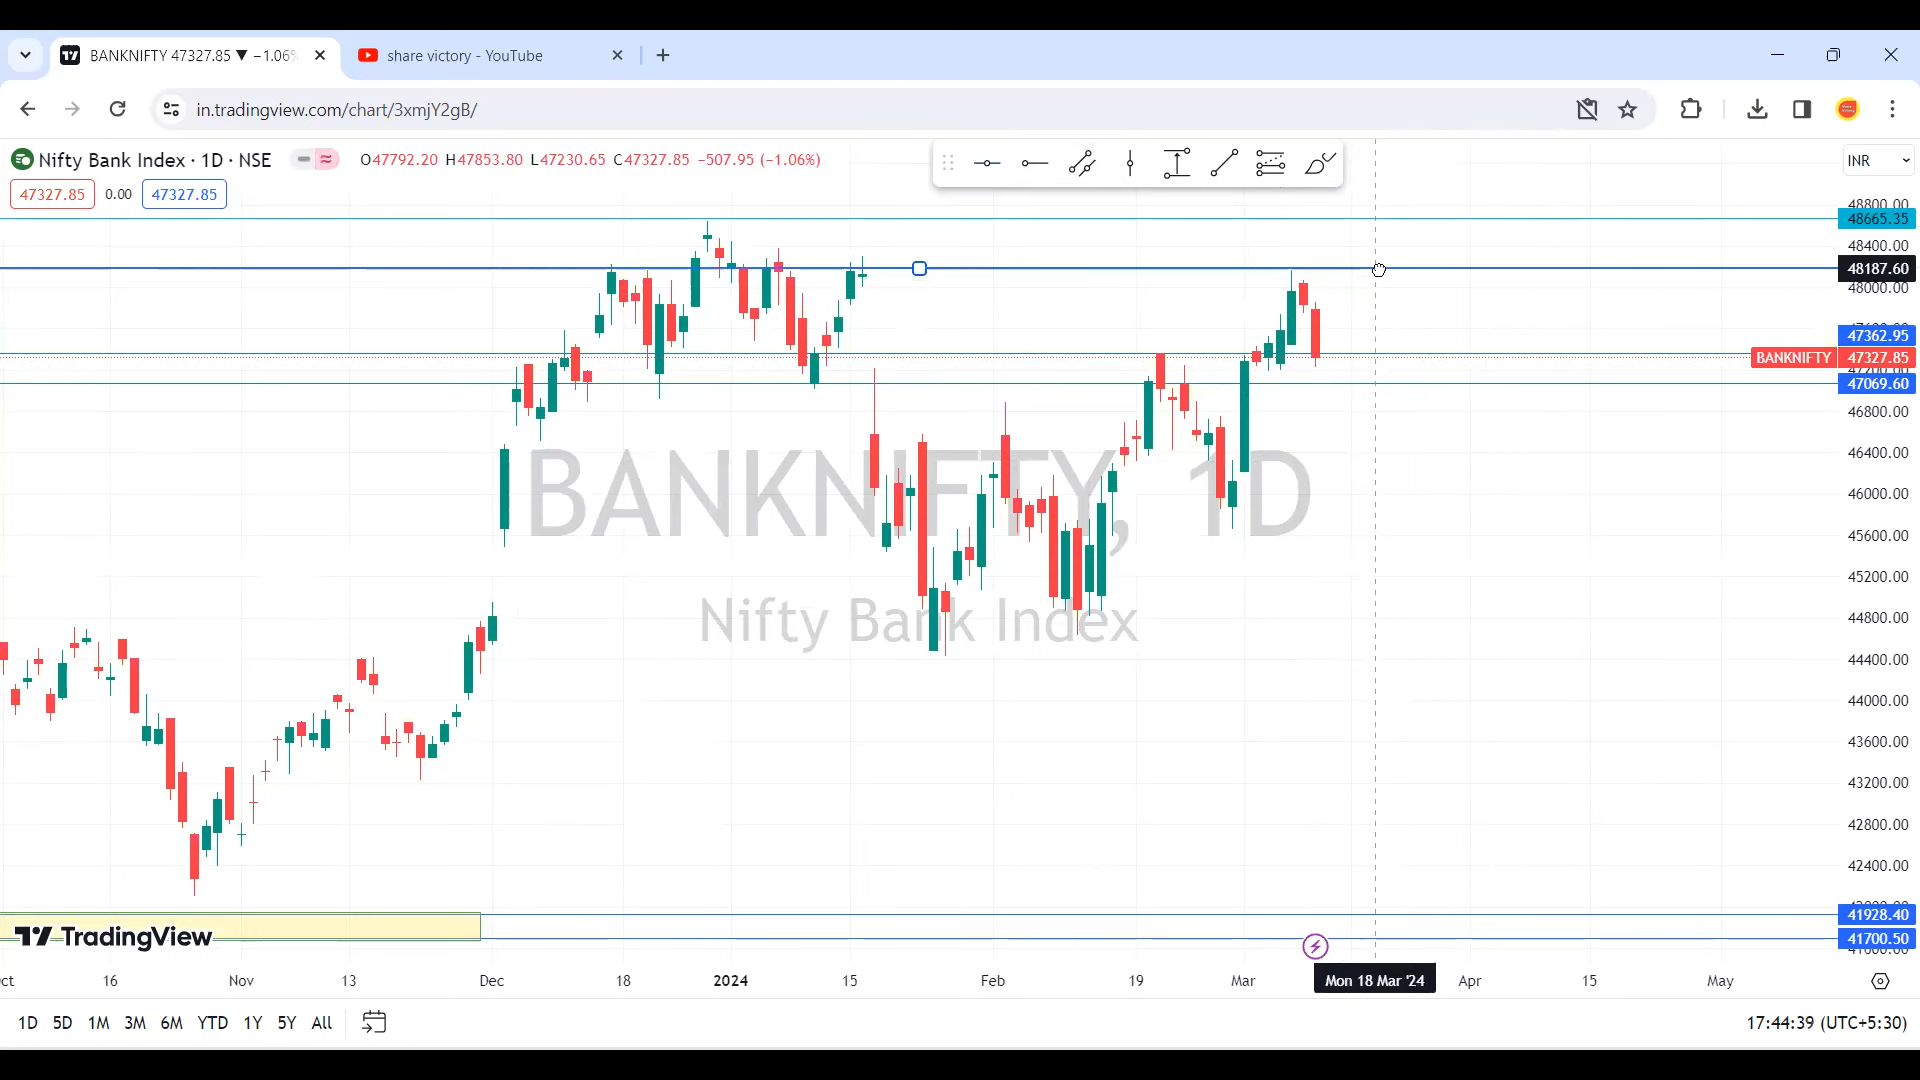 BANKNIFTY 47327.85 ▼ −1.06%
share victory - YouTube
in.tradingview.com/chart/3xmjY2gB/
Nifty Bank Index · 1D · NSE
O47792.20 H47853.80 L47230.65 C47327.85 −507.95 (−1.06%)
INR
47327.85 0.00 47327.85
48800.00
48665.35
48400.00
48187.60
48000.00
47362.95
BANKNIFTY 47327.85
47069.60
46800.00
46400.00
BANKNIFTY, 1D
46000.00
45600.00
45200.00
Nifty Bank Index
44800.00
44400.00
44000.00
43600.00
43200.00
42800.00
42400.00
41928.40
TradingView
41700.50
16 Nov 13 Dec 18 2024 15 Feb 19 Mar Mon 18 Mar '24 Apr 15 May
1D 5D 1M 3M 6M YTD 1Y 5Y All
17:44:39 (UTC+5:30)